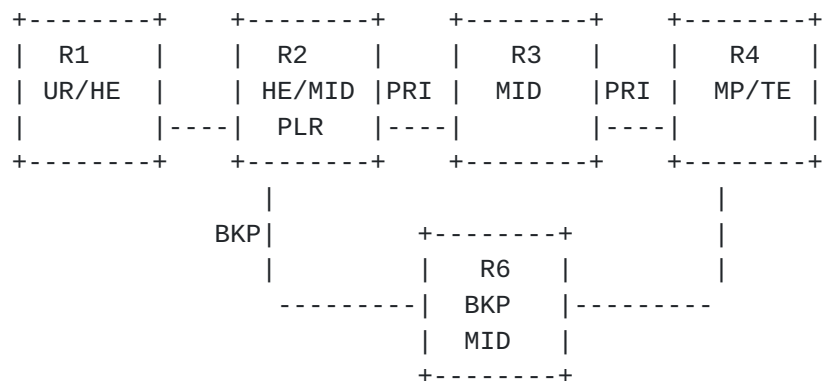 +--------+ +--------+ +--------+ +--------+
| R1 | | R2 | | R3 | | R4 |
| UR/HE | | HE/MID |PRI | MID |PRI | MP/TE |
| |----| PLR |----| |----| |
+--------+ +--------+ +--------+ +--------+
| |
BKP| +--------+ |
| | R6 | |
---------| BKP |---------
| MID |
+--------+